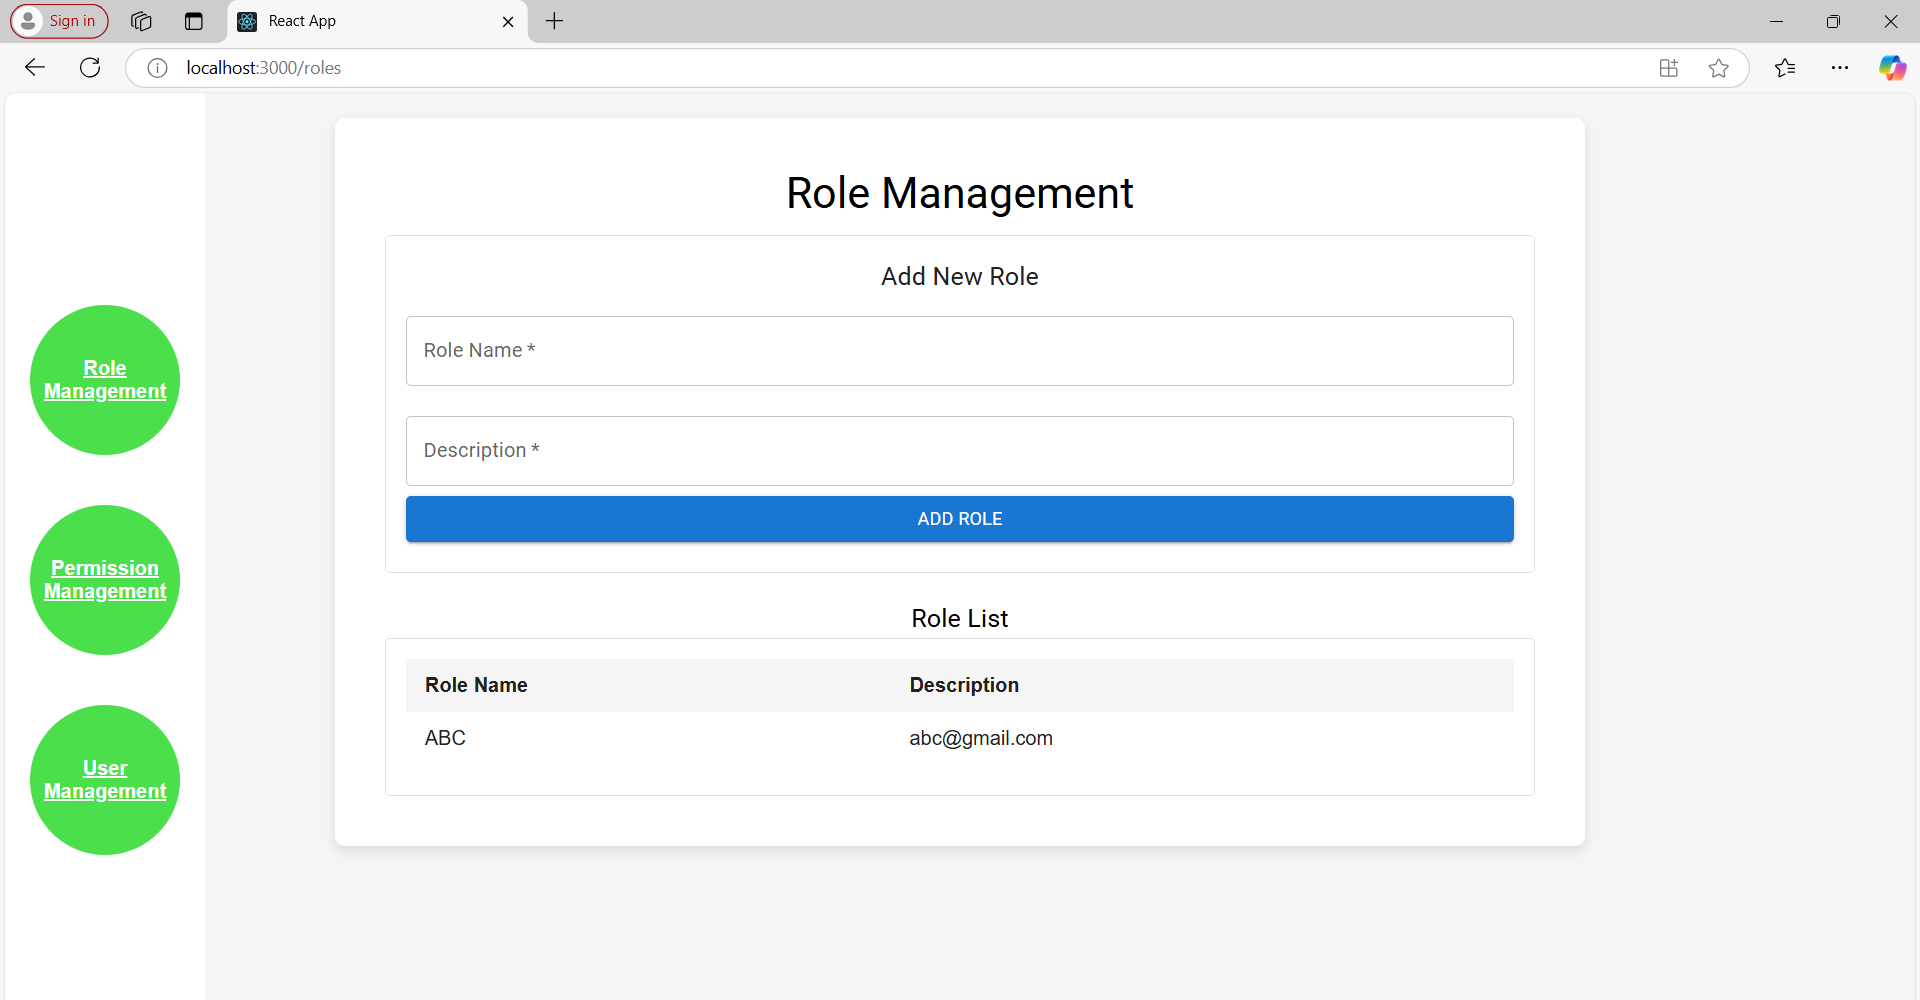 Sign in
React App
localhost:3000/roles
Role
Management
Permission
Management
User
Management
Role Management
Add New Role
Role Name *
Description *
ADD ROLE
Role List
Role Name Description
ABC abc@gmail.com